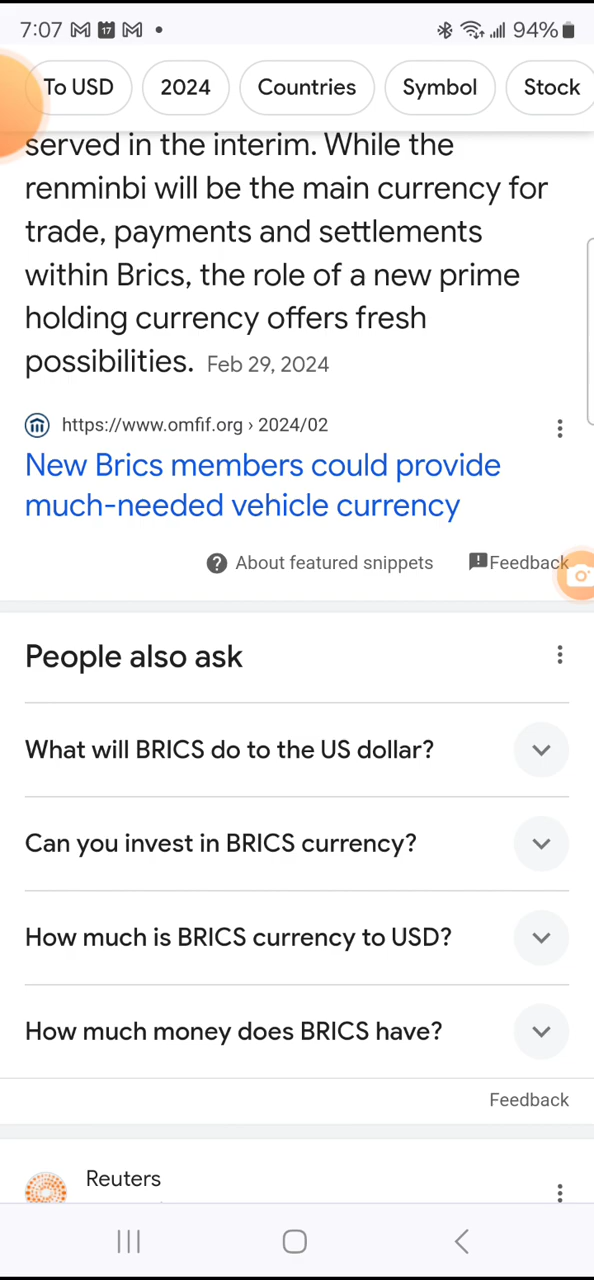 7:07 17 94%
To USD 2024 Countries Symbol Stock
served in the interim. While the
renminbi will be the main currency for
trade, payments and settlements
within Brics, the role of a new prime
holding currency offers fresh
possibilities. Feb 29, 2024
https://www.omfif.org › 2024/02
New Brics members could provide
much-needed vehicle currency
About featured snippets Feedback
People also ask
What will BRICS do to the US dollar?
Can you invest in BRICS currency?
How much is BRICS currency to USD?
How much money does BRICS have?
Feedback
Reuters